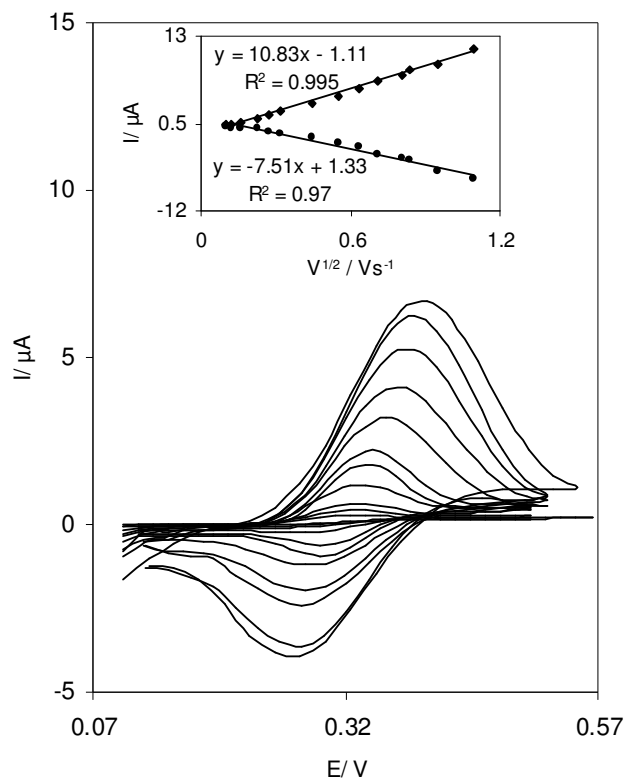 15
13
y = 10.83x - 1.11
R² = 0.995
I/ µA
0.5
y = -7.51x + 1.33
R² = 0.97
-12
0
0.6
1.2
V^1/2 / Vs^-1
10
I/ µA
5
0
-5
0.07
0.32
0.57
E/ V